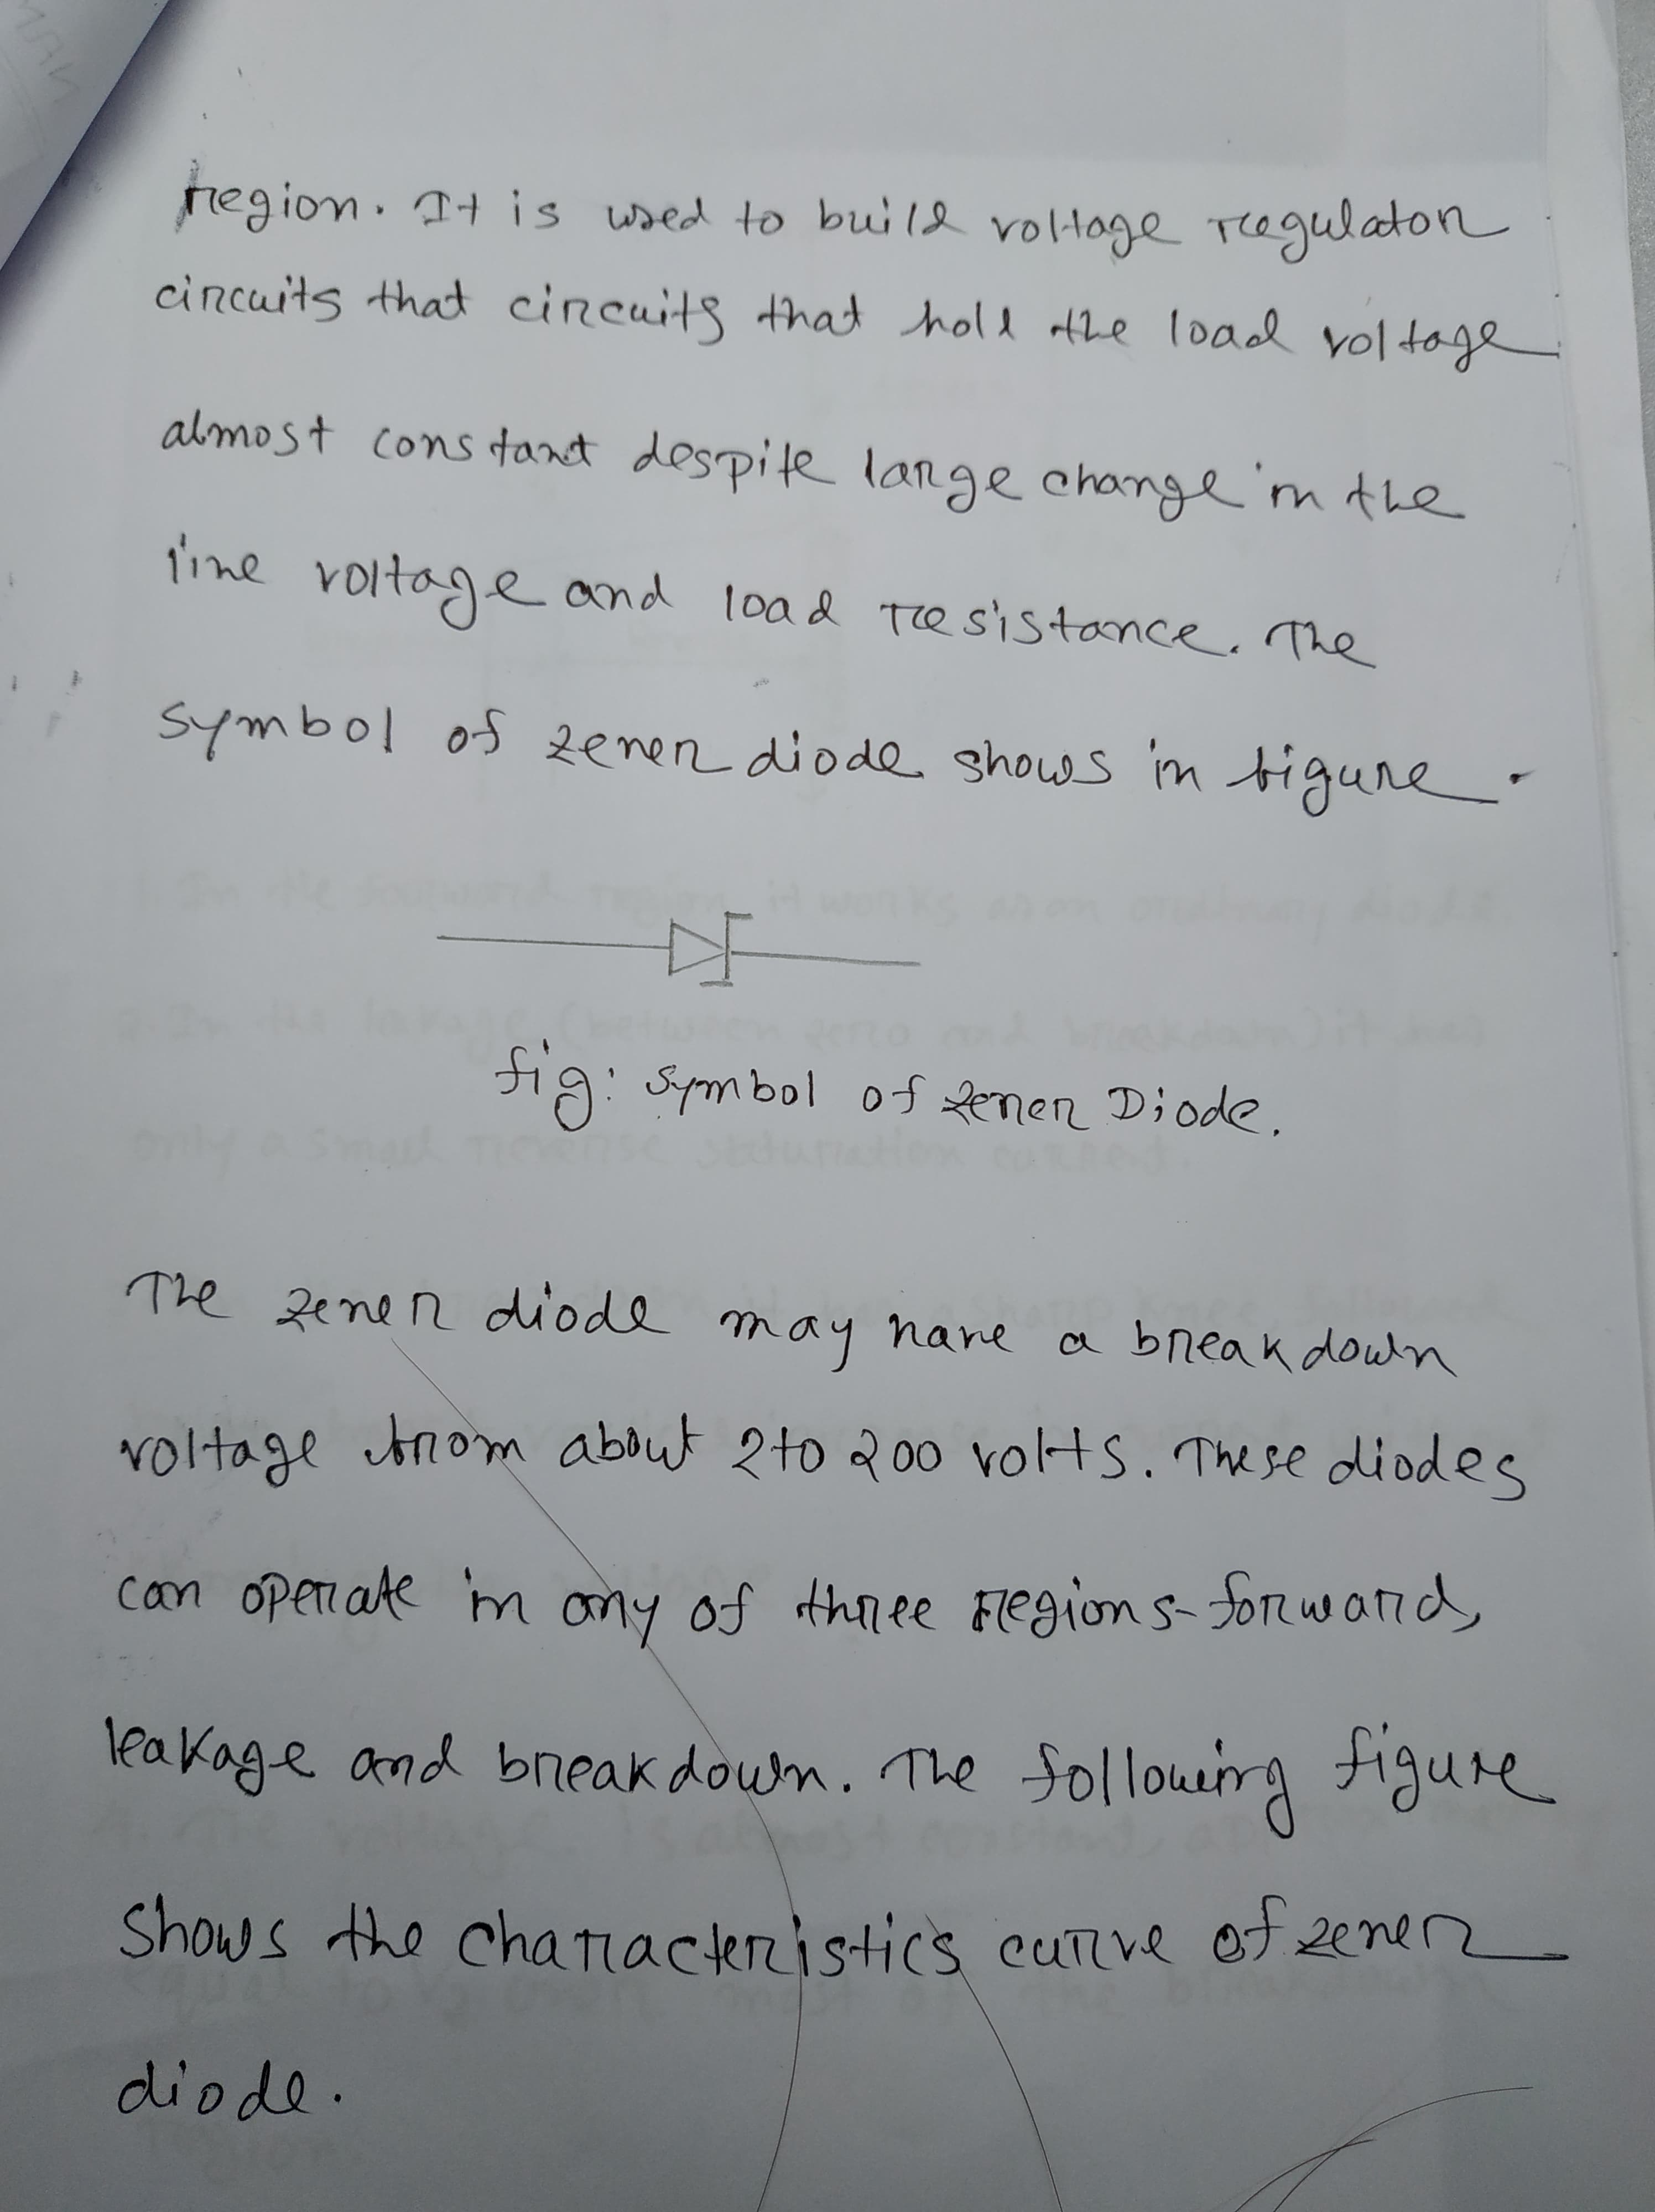 region. It is used to build voltage regulator
circuits that circuits that hold the load voltage
almost constant despite large change in the
line voltage and load resistance. The
symbol of zener diode shows in figure.
fig: symbol of zener Diode.
The zener diode may have a breakdown
voltage from about 2 to 200 volts. These diodes
can operate in any of three regions-forward,
leakage and breakdown. The following figure
shows the characteristics curve of zener
diode.